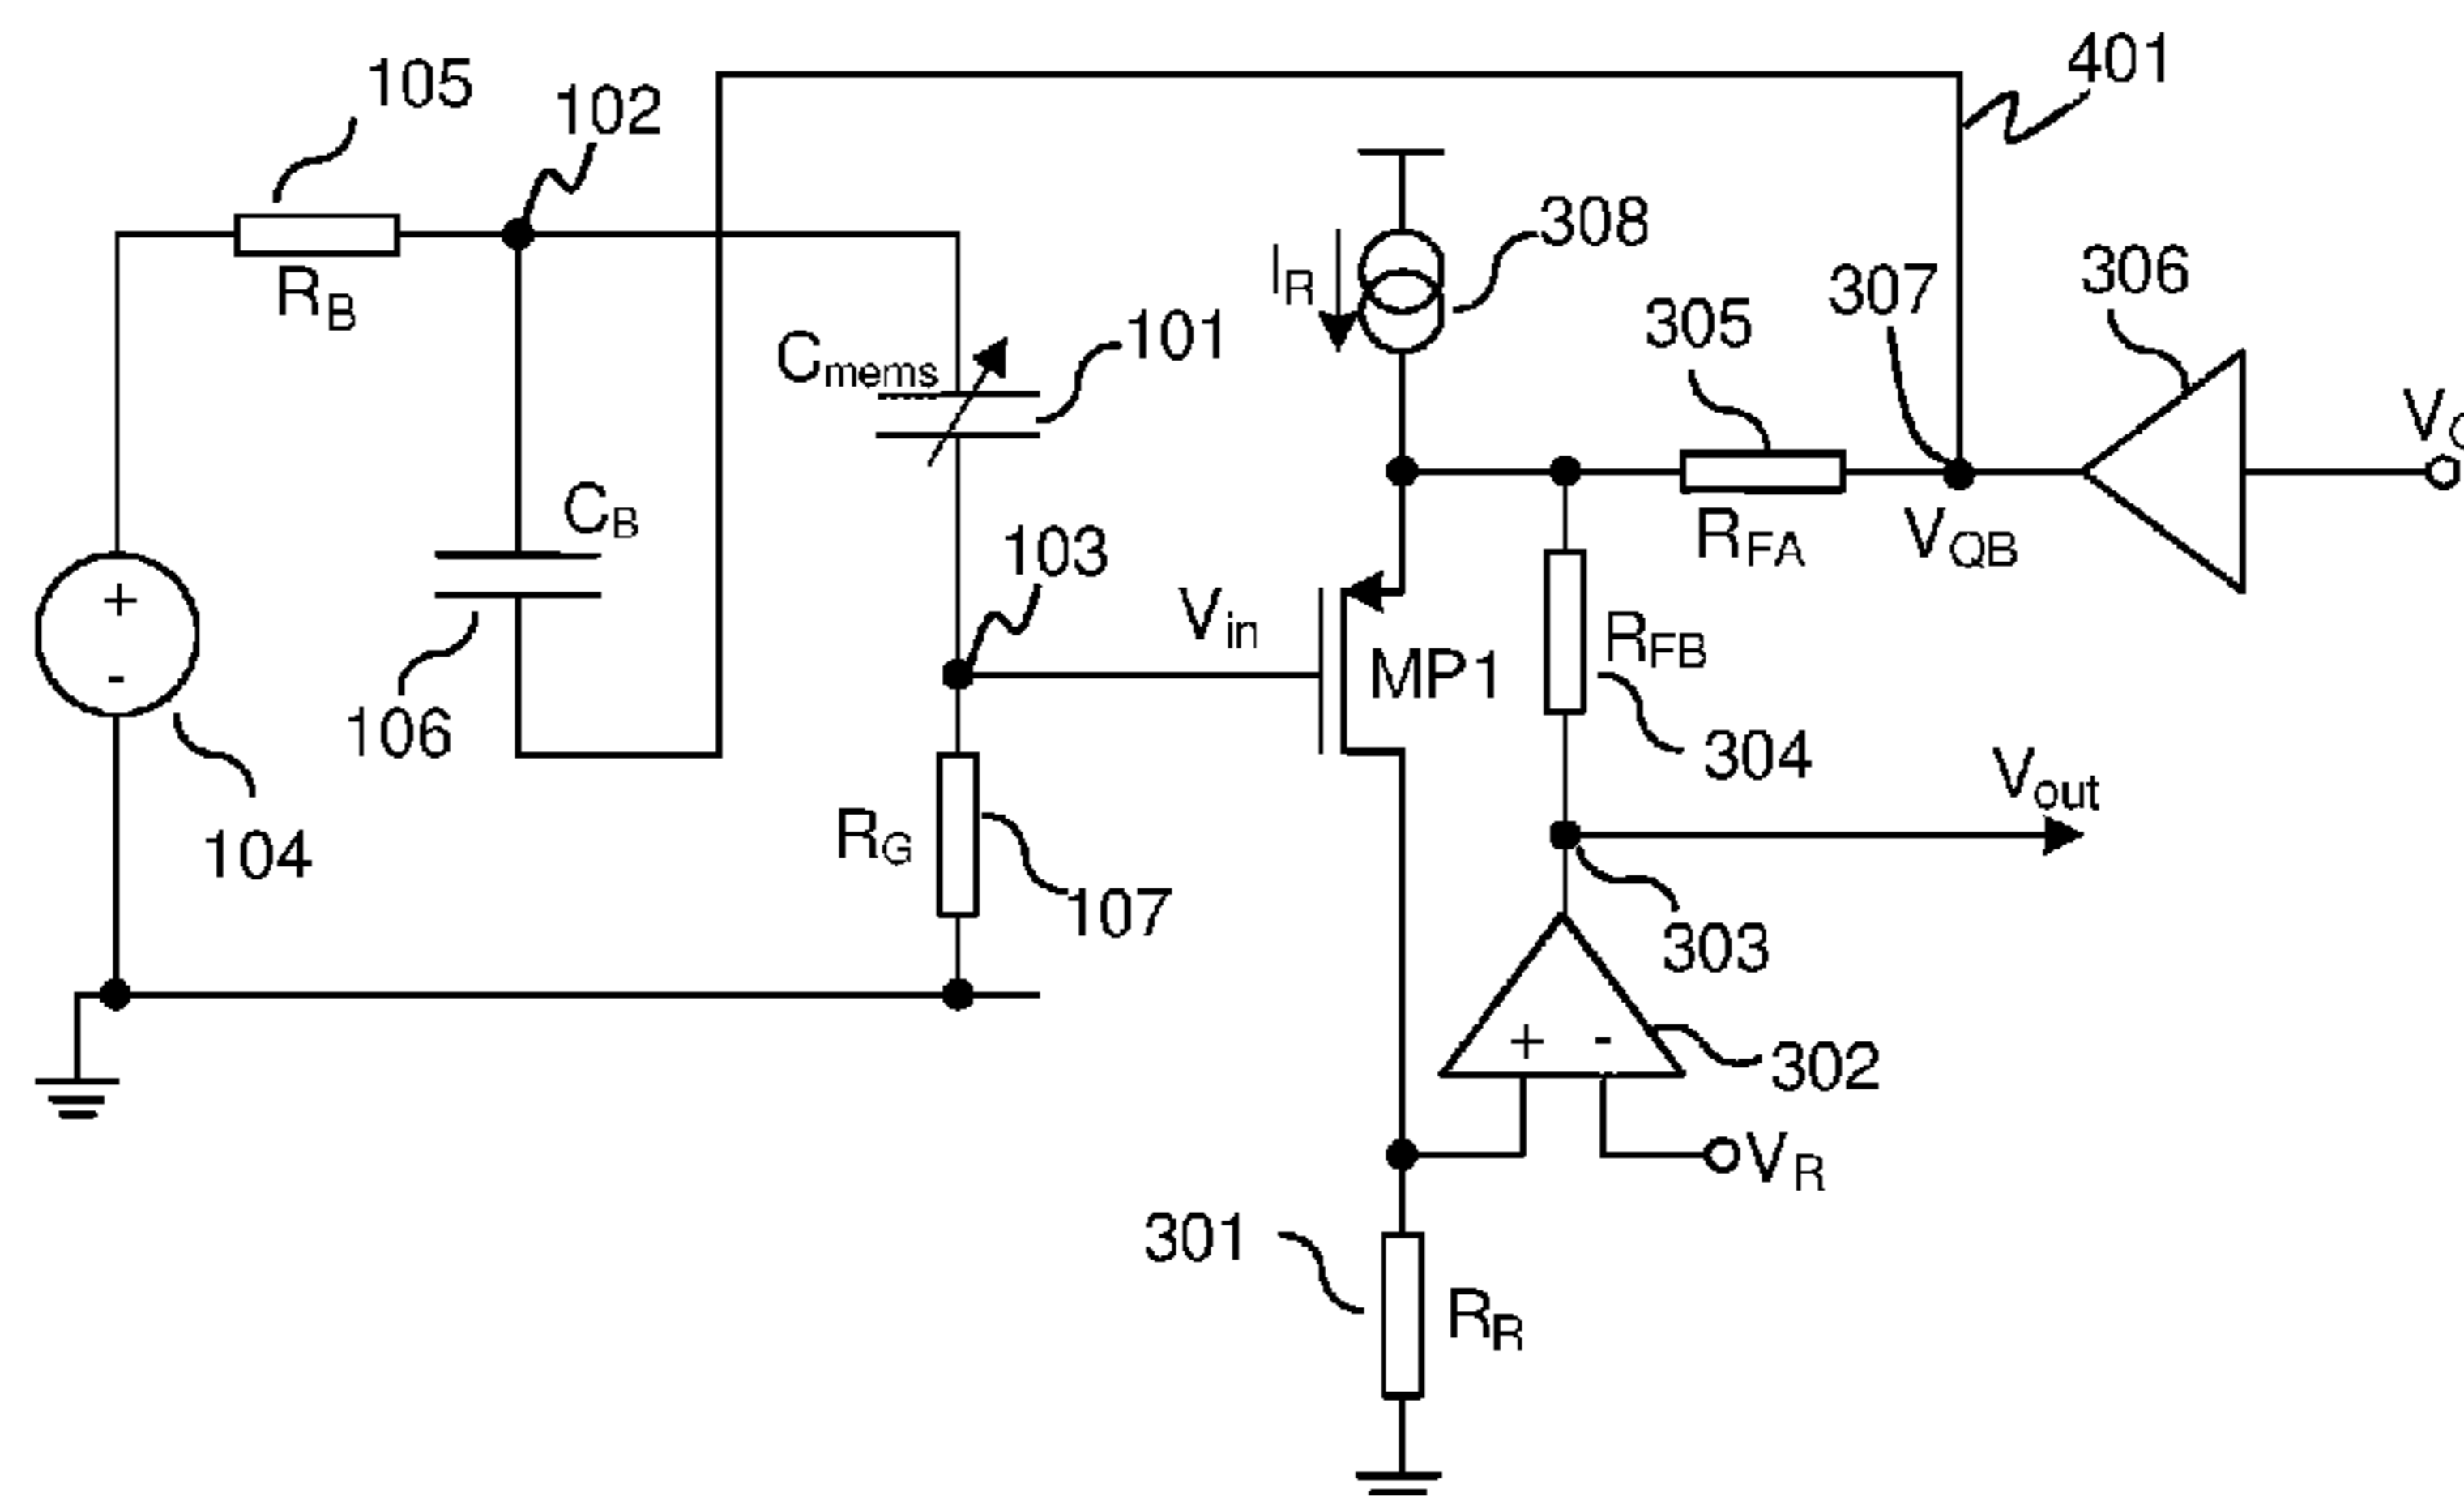 401
105
102
308
306
307
I_R
305
R_B
101
C_mems
C_B
R_FA
V_QB
103
V_in
R_FB
MP1
106
304
V_out
104
R_G
107
303
+
-
+ -
302
V_R
301
R_R